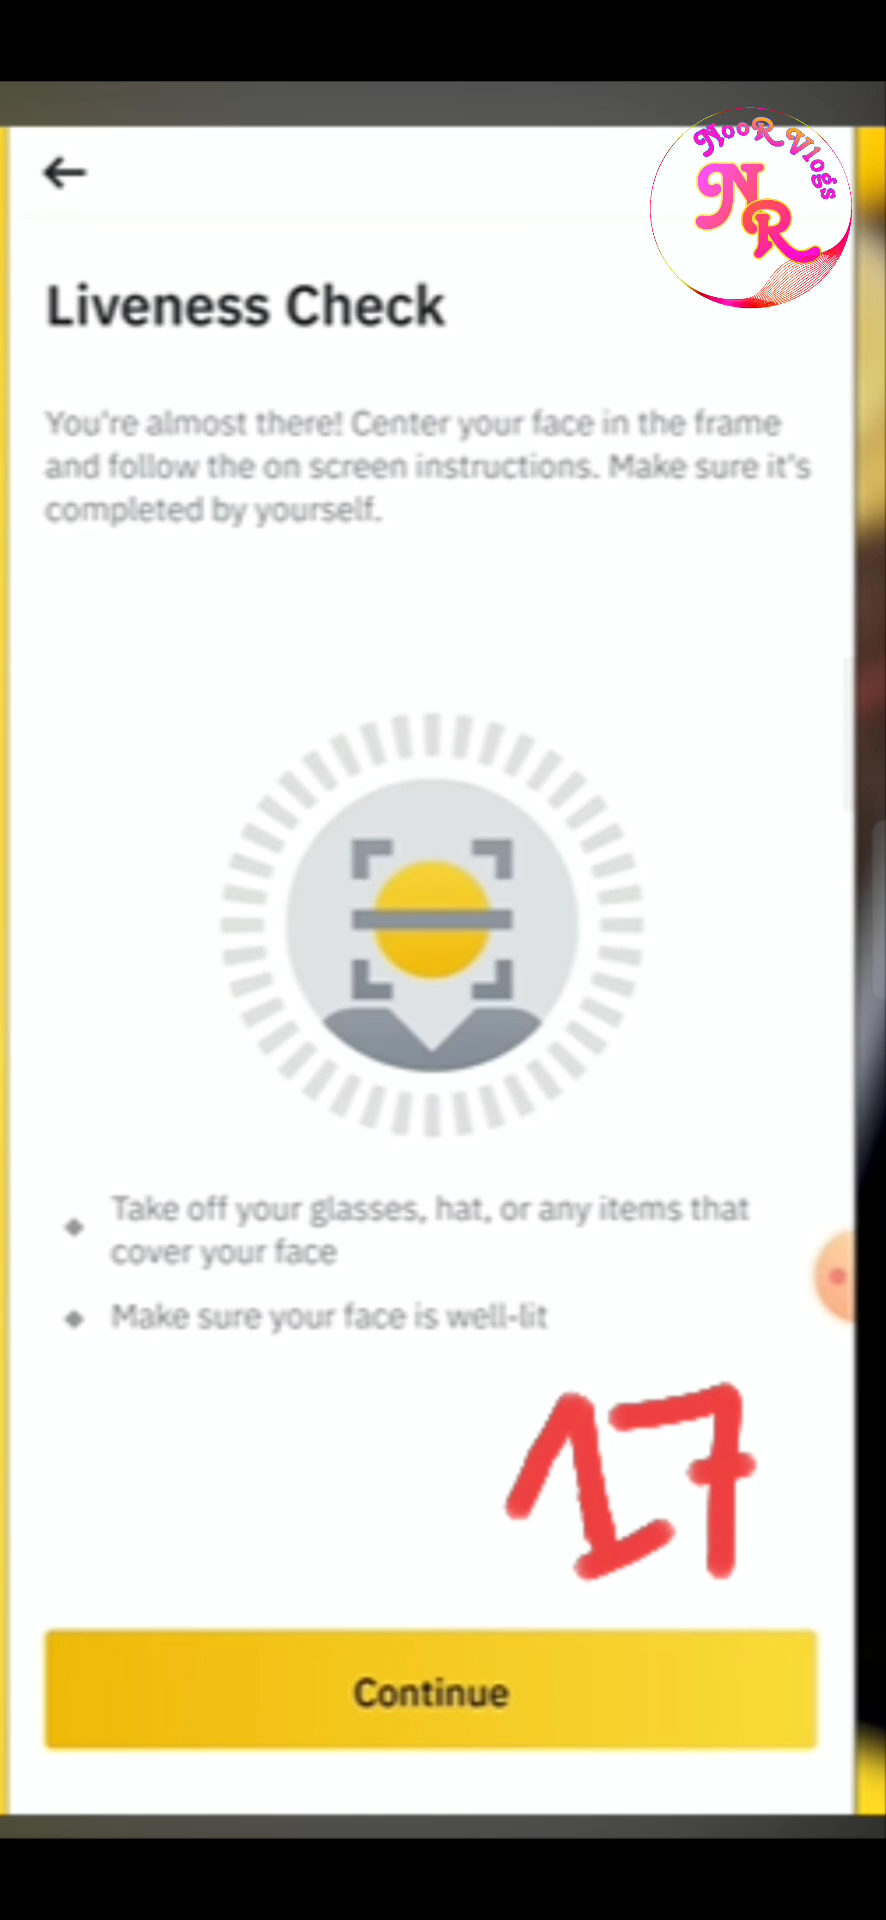 NooR Vlogs
NR
Liveness Check
You're almost there! Center your face in the frame
and follow the on screen instructions. Make sure it's
completed by yourself.
Take off your glasses, hat, or any items that
cover your face
Make sure your face is well-lit
17
Continue